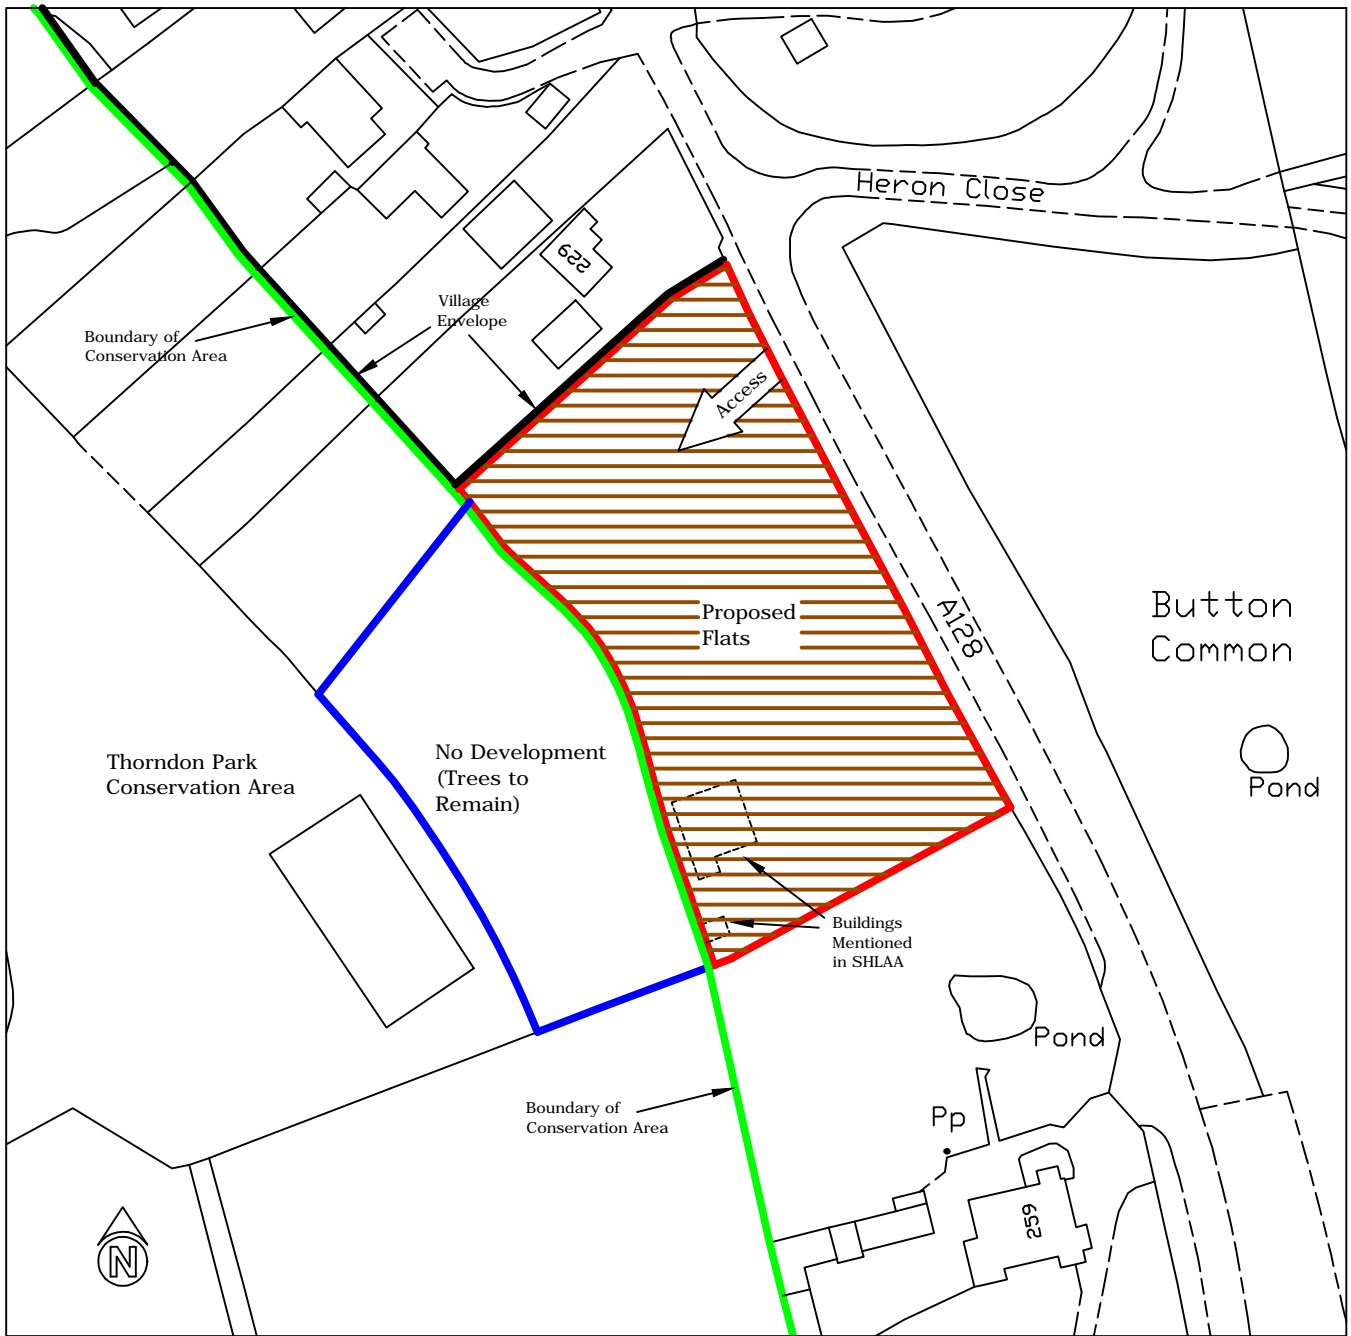 Heron Close
229
Village
Envelope
Boundary of
Conservation Area
Access
Proposed
Flats
A128
Button
Common
Thorndon Park
Conservation Area
No Development
(Trees to
Remain)
Pond
Buildings
Mentioned
in SHLAA
Pond
Boundary of
Conservation Area
Pp
259
N